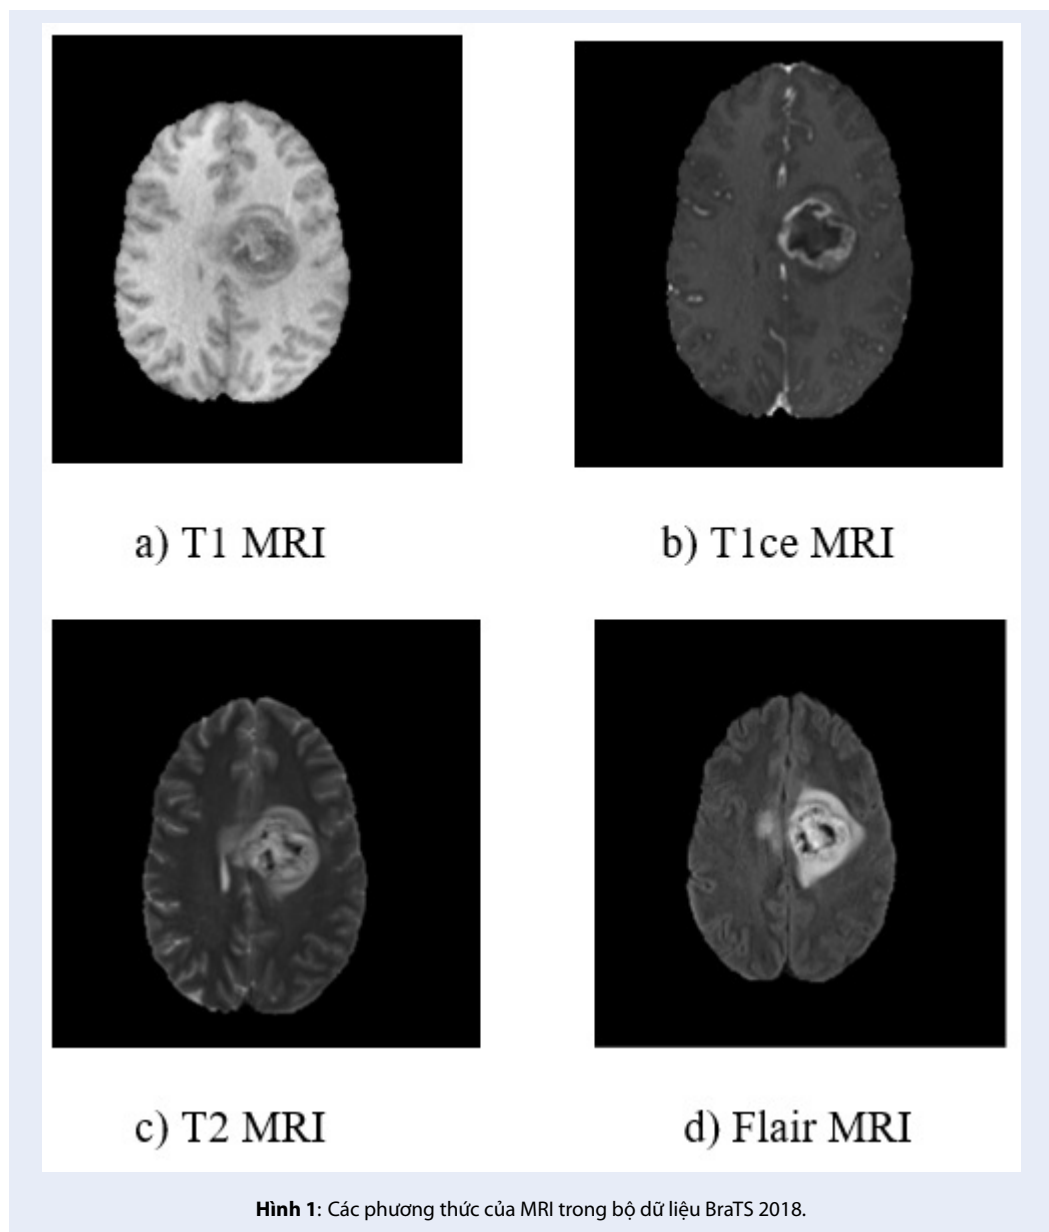 a) T1 MRI
b) T1ce MRI
c) T2 MRI
d) Flair MRI
Hình 1: Các phương thức của MRI trong bộ dữ liệu BraTS 2018.